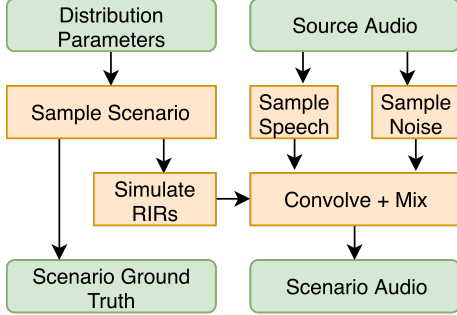 Distribution
Parameters
Source Audio
Sample Scenario
Sample
Speech
Sample
Noise
Simulate
RIRs
Convolve + Mix
Scenario Ground
Truth
Scenario Audio